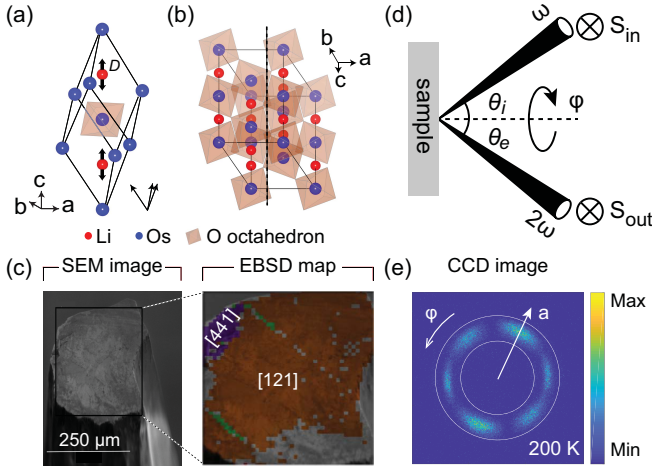 (a)
D
c
b
a
(b)
b
a
c
Li
Os
O octahedron
(c)
SEM image
250 μm
EBSD map
[441]
[121]
(d)
sample
ω
S_in
θ_i
φ
θ_e
2ω
S_out
(e)
CCD image
φ
a
200 K
Max
Min